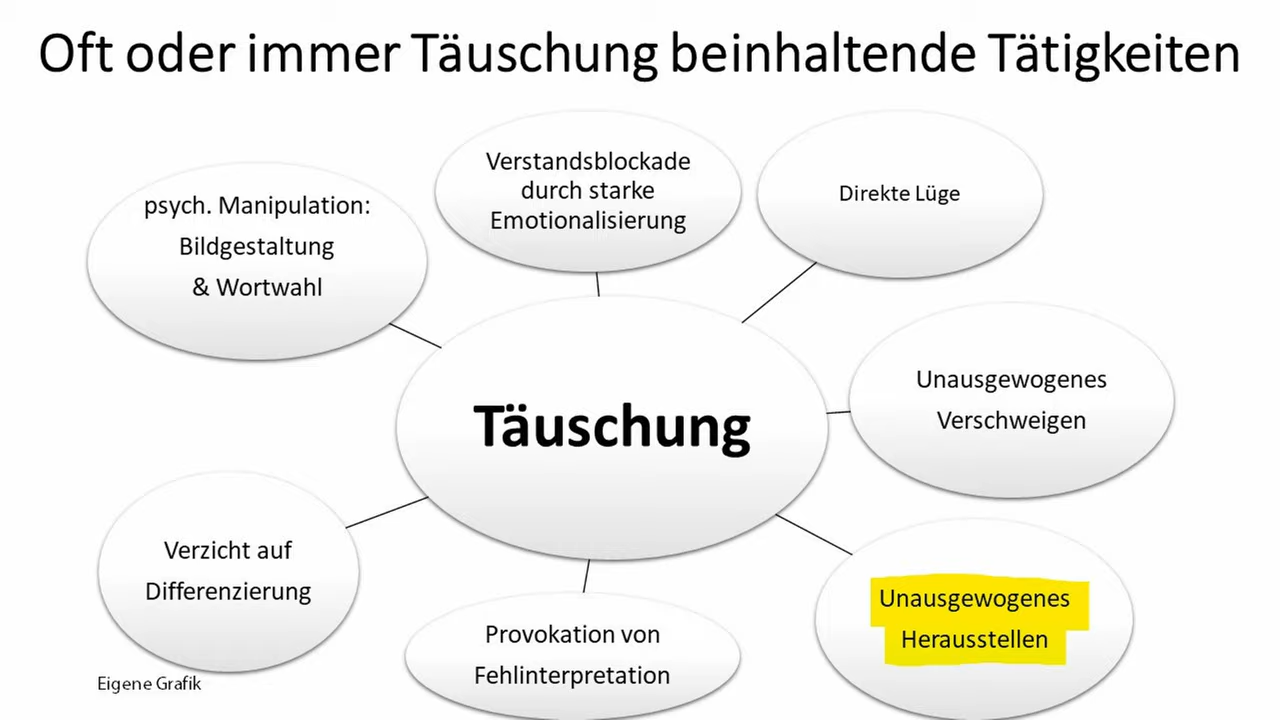 Oft oder immer Täuschung beinhaltende Tätigkeiten
psych. Manipulation:
Bildgestaltung
& Wortwahl
Verstandsblockade
durch starke
Emotionalisierung
Direkte Lüge
Täuschung
Unausgewogenes
Verschweigen
Verzicht auf
Differenzierung
Provokation von
Fehlinterpretation
Unausgewogenes
Herausstellen
Eigene Grafik